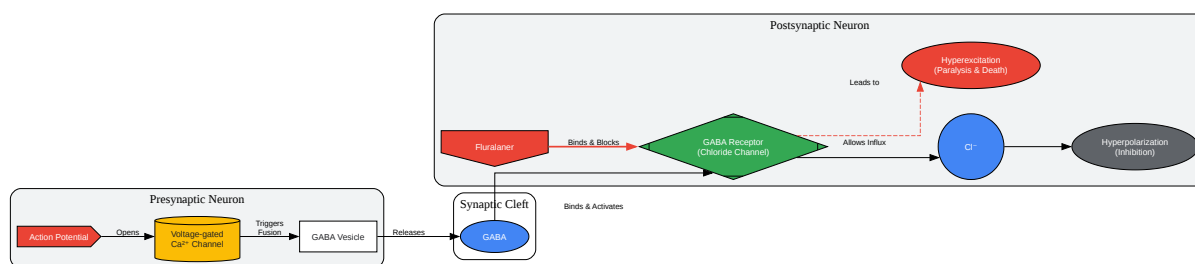 Postsynaptic Neuron
Hyperexcitation
(Paralysis & Death)
Leads to
Fluralaner
Binds & Blocks
GABA Receptor
(Chloride Channel)
Allows Influx
Cl⁻
Hyperpolarization
(Inhibition)
Presynaptic Neuron
Action Potential
Opens
Voltage-gated
Ca²⁺ Channel
Triggers
Fusion
GABA Vesicle
Releases
Synaptic Cleft
GABA
Binds & Activates